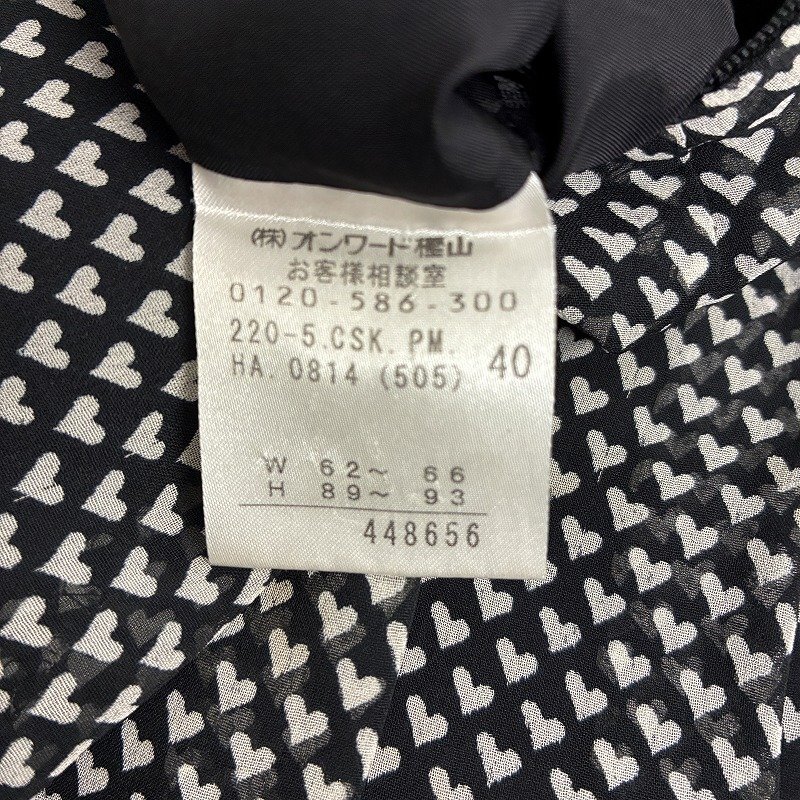 (株)オンワード樫山
お客様相談室
0120-586-300
220-5.CSK.PM.
HA.0814 (505) 40
W 62～ 66
H 89～ 93
448656